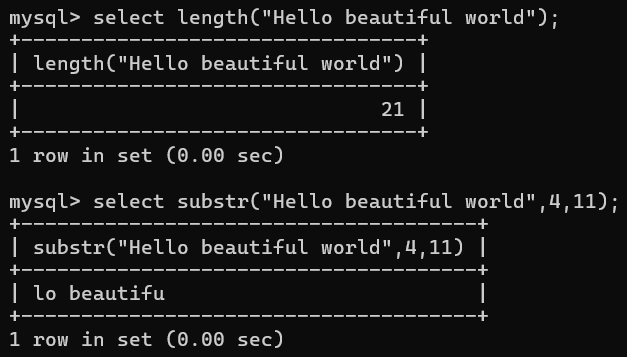 mysql> select length("Hello beautiful world");
+---------------------------------+
| length("Hello beautiful world") |
+---------------------------------+
|                              21 |
+---------------------------------+
1 row in set (0.00 sec)

mysql> select substr("Hello beautiful world",4,11);
+--------------------------------------+
| substr("Hello beautiful world",4,11) |
+--------------------------------------+
| lo beautifu                          |
+--------------------------------------+
1 row in set (0.00 sec)